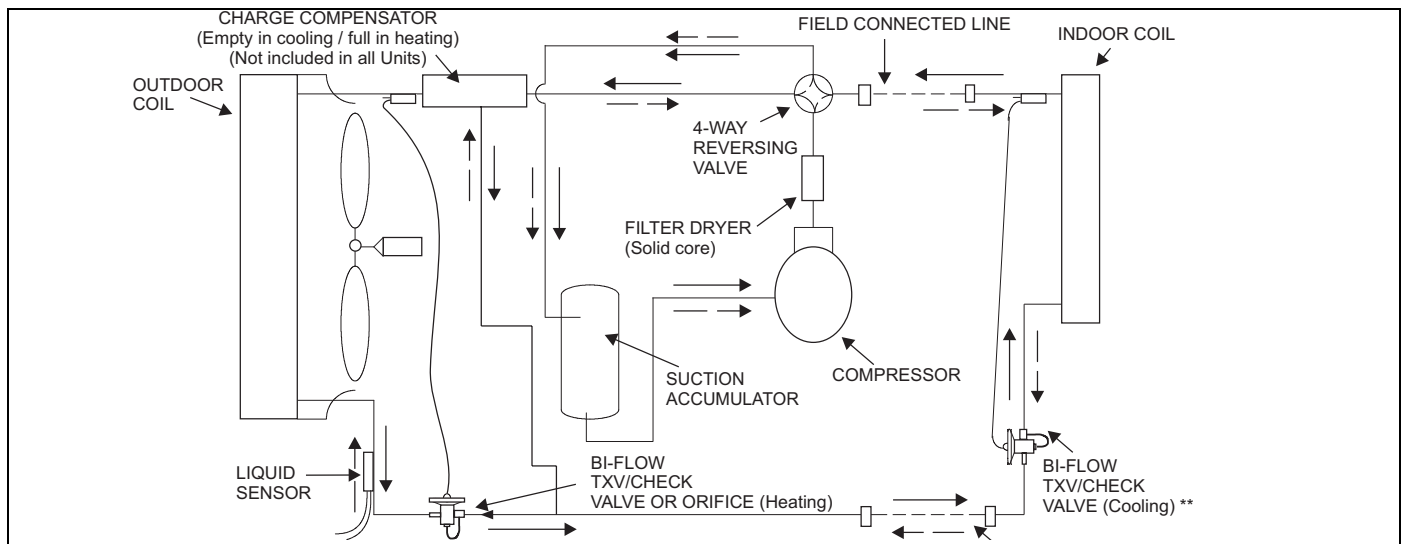 CHARGE COMPENSATOR
(Empty in cooling / full in heating)
(Not included in all Units)
FIELD CONNECTED LINE
INDOOR COIL
OUTDOOR
COIL
4-WAY
REVERSING
VALVE
FILTER DRYER
(Solid core)
SUCTION
ACCUMULATOR
COMPRESSOR
LIQUID
SENSOR
BI-FLOW
TXV/CHECK
VALVE OR ORIFICE (Heating)
BI-FLOW
TXV/CHECK
VALVE (Cooling) **